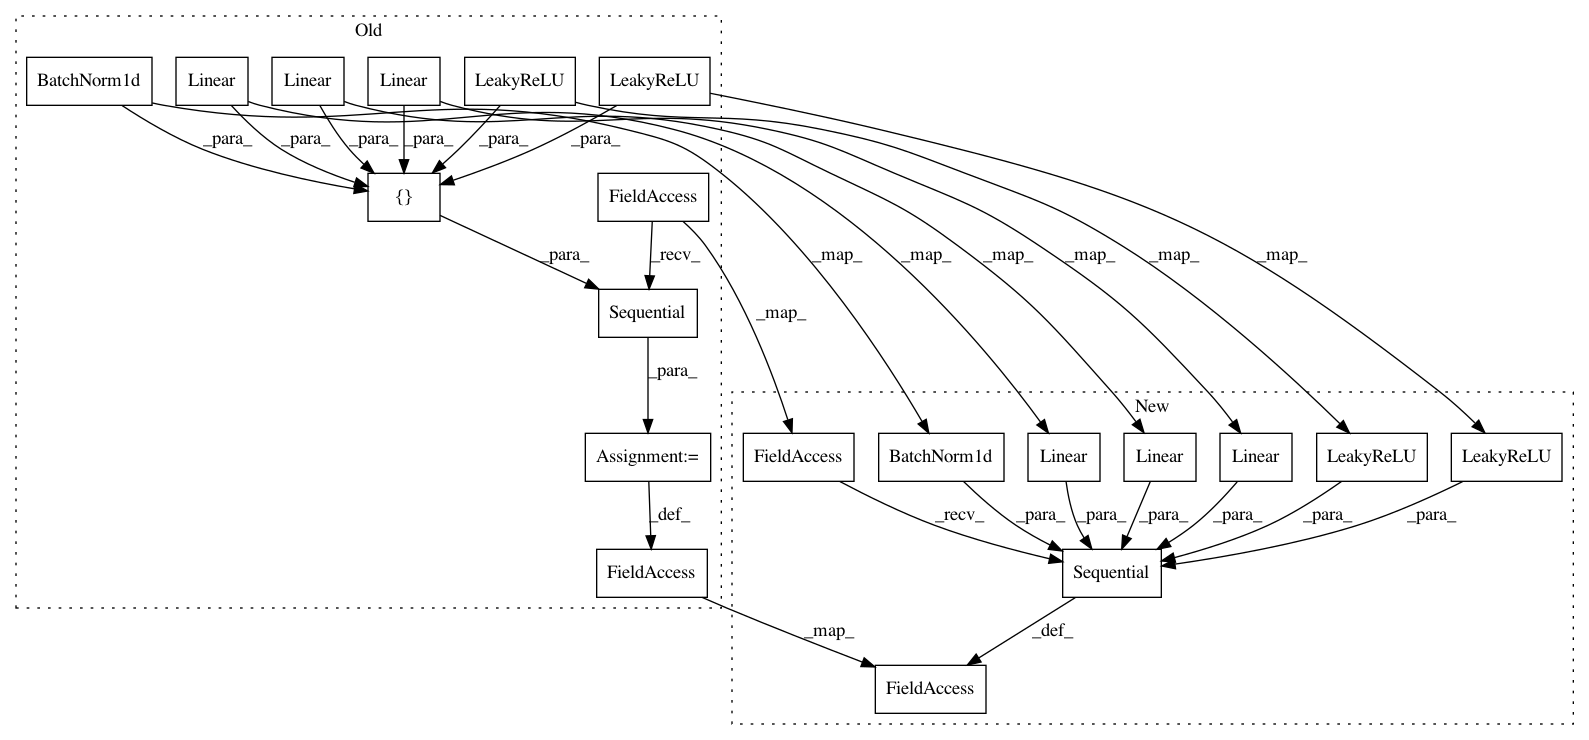 Old
BatchNorm1d Linear Linear Linear LeakyReLU LeakyReLU
_para_ _para_ _para_ _para_ _para_ _para_
{} FieldAccess
_para_ _recv_ _map_ _map_ _map_ _map_ _map_ _map_
Sequential _map_
_para_
New
Assignment:= FieldAccess BatchNorm1d Linear Linear Linear LeakyReLU LeakyReLU
_def_ _recv_ _para_ _para_ _para_ _para_ _para_ _para_
FieldAccess Sequential
_map_ _def_
FieldAccess